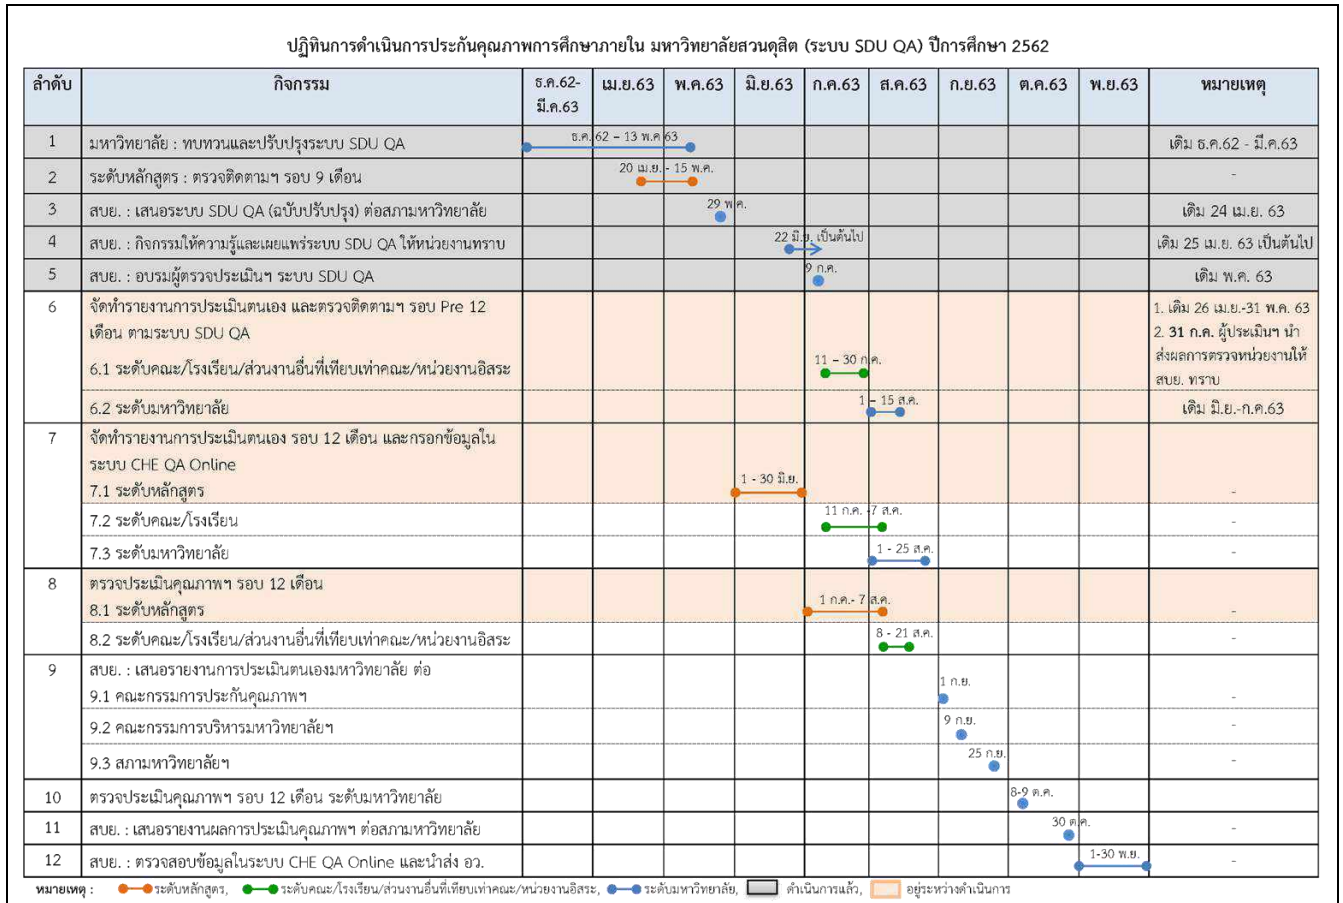 ปฏิทินการดำเนินการประกันคุณภาพการศึกษาภายใน มหาวิทยาลัยสวนดุสิต (ระบบ SDU QA) ปีการศึกษา 2562
ลำดับ กิจกรรม ธ.ค.62- เม.ย.63 พ.ค.63 มิ.ย.63 ก.ค.63 ส.ค.63 ก.ย.63 ต.ค.63 พ.ย.63 หมายเหตุ
มี.ค.63
ธ.ค. 62 – 13 พ.ค 63
1 มหาวิทยาลัย : ทบทวนและปรับปรุงระบบ SDU QA เดิม ธ.ค.62 - มี.ค.63
20 เม.ย. - 15 พ.ค.
2 ระดับหลักสูตร : ตรวจติดตามฯ รอบ 9 เดือน -
29 พ.ค.
3 สบย. : เสนอระบบ SDU QA (ฉบับปรับปรุง) ต่อสภามหาวิทยาลัย เดิม 24 เม.ย. 63
22 มิ.ย. เป็นต้นไป
4 สบย. : กิจกรรมให้ความรู้และเผยแพร่ระบบ SDU QA ให้หน่วยงานทราบ เดิม 25 เม.ย. 63 เป็นต้นไป
9 ก.ค.
5 สบย. : อบรมผู้ตรวจประเมินฯ ระบบ SDU QA เดิม พ.ค. 63
6 จัดทำรายงานการประเมินตนเอง และตรวจติดตามฯ รอบ Pre 12 1. เดิม 26 เม.ย.-31 พ.ค. 63
เดือน ตามระบบ SDU QA 2. 31 ก.ค. ผู้ประเมินฯ นำ
11 – 30 ก.ค. ส่งผลการตรวจหน่วยงานให้
6.1 ระดับคณะ/โรงเรียน/ส่วนงานอื่นที่เทียบเท่าคณะ/หน่วยงานอิสระ สบย. ทราบ
1 – 15 ส.ค.
6.2 ระดับมหาวิทยาลัย เดิม มิ.ย.-ก.ค.63
7 จัดทำรายงานการประเมินตนเอง รอบ 12 เดือน และกรอกข้อมูลใน
ระบบ CHE QA Online
1 - 30 มิ.ย.
7.1 ระดับหลักสูตร -
11 ก.ค. -7 ส.ค.
7.2 ระดับคณะ/โรงเรียน -
1 - 25 ส.ค.
7.3 ระดับมหาวิทยาลัย -
8 ตรวจประเมินคุณภาพฯ รอบ 12 เดือน
1 ก.ค.- 7 ส.ค.
8.1 ระดับหลักสูตร -
8 - 21 ส.ค.
8.2 ระดับคณะ/โรงเรียน/ส่วนงานอื่นที่เทียบเท่าคณะ/หน่วยงานอิสระ -
9 สบย. : เสนอรายงานการประเมินตนเองมหาวิทยาลัย ต่อ
1 ก.ย.
9.1 คณะกรรมการประกันคุณภาพฯ -
9 ก.ย.
9.2 คณะกรรมการบริหารมหาวิทยาลัยฯ -
25 ก.ย.
9.3 สภามหาวิทยาลัยฯ -
8-9 ต.ค.
10 ตรวจประเมินคุณภาพฯ รอบ 12 เดือน ระดับมหาวิทยาลัย -
30 ต.ค.
11 สบย. : เสนอรายงานผลการประเมินคุณภาพฯ ต่อสภามหาวิทยาลัย -
1-30 พ.ย.
12 สบย. : ตรวจสอบข้อมูลในระบบ CHE QA Online และนำส่ง อว. -
หมายเหตุ : ระดับหลักสูตร, ระดับคณะ/โรงเรียน/ส่วนงานอื่นที่เทียบเท่าคณะ/หน่วยงานอิสระ, ระดับมหาวิทยาลัย, ดำเนินการแล้ว, อยู่ระหว่างดำเนินการ